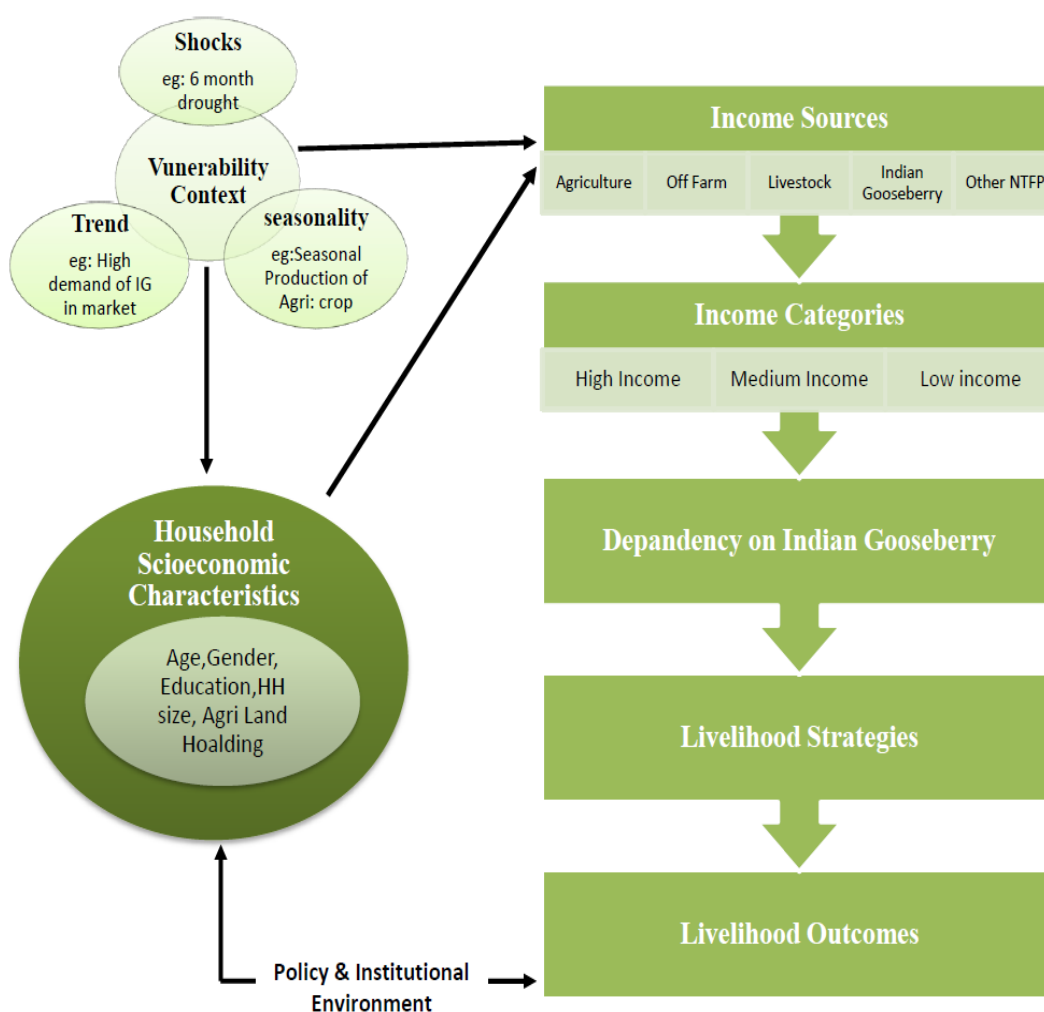 Shocks
eg: 6 month
drought
Vunerability
Context
Trend
eg: High
demand of IG
in market
seasonality
eg:Seasonal
Production of
Agri: crop
Household
Scioeconomic
Characteristics
Age,Gender,
Education,HH
size, Agri Land
Hoalding
Policy & Institutional
Environment
Income Sources
Agriculture
Off Farm
Livestock
Indian
Gooseberry
Other NTFP
Income Categories
High Income
Medium Income
Low income
Depandency on Indian Gooseberry
Livelihood Strategies
Livelihood Outcomes